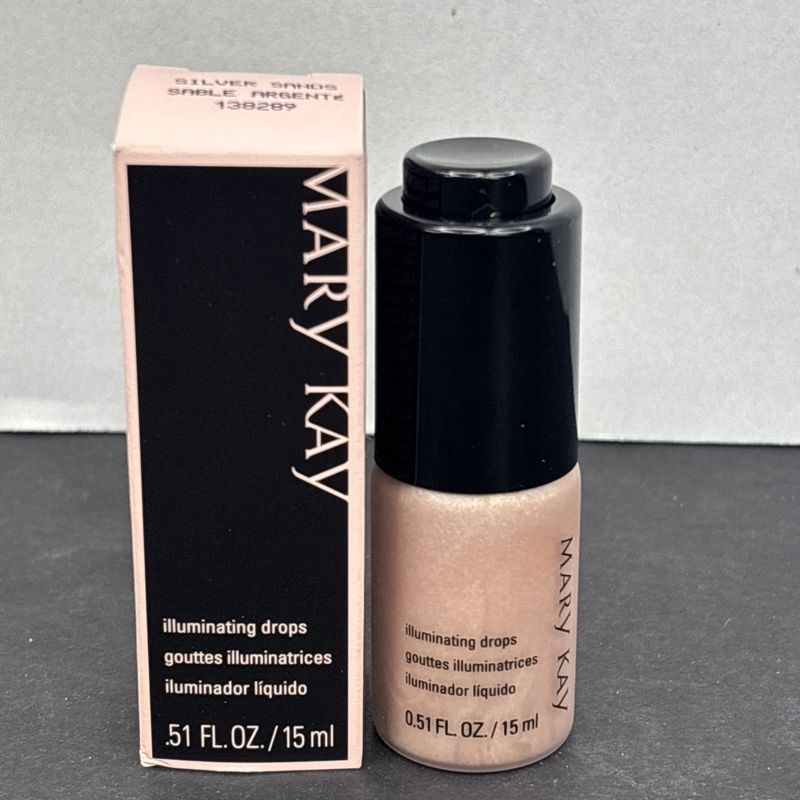 SILVER SANDS
SABLE ARGENTÉ
138289
MARY KAY
illuminating drops
gouttes illuminatrices
iluminador líquido
.51 FL. OZ. / 15 ml
MARY KAY
illuminating drops
gouttes illuminatrices
iluminador líquido
0.51 FL. OZ. / 15 ml